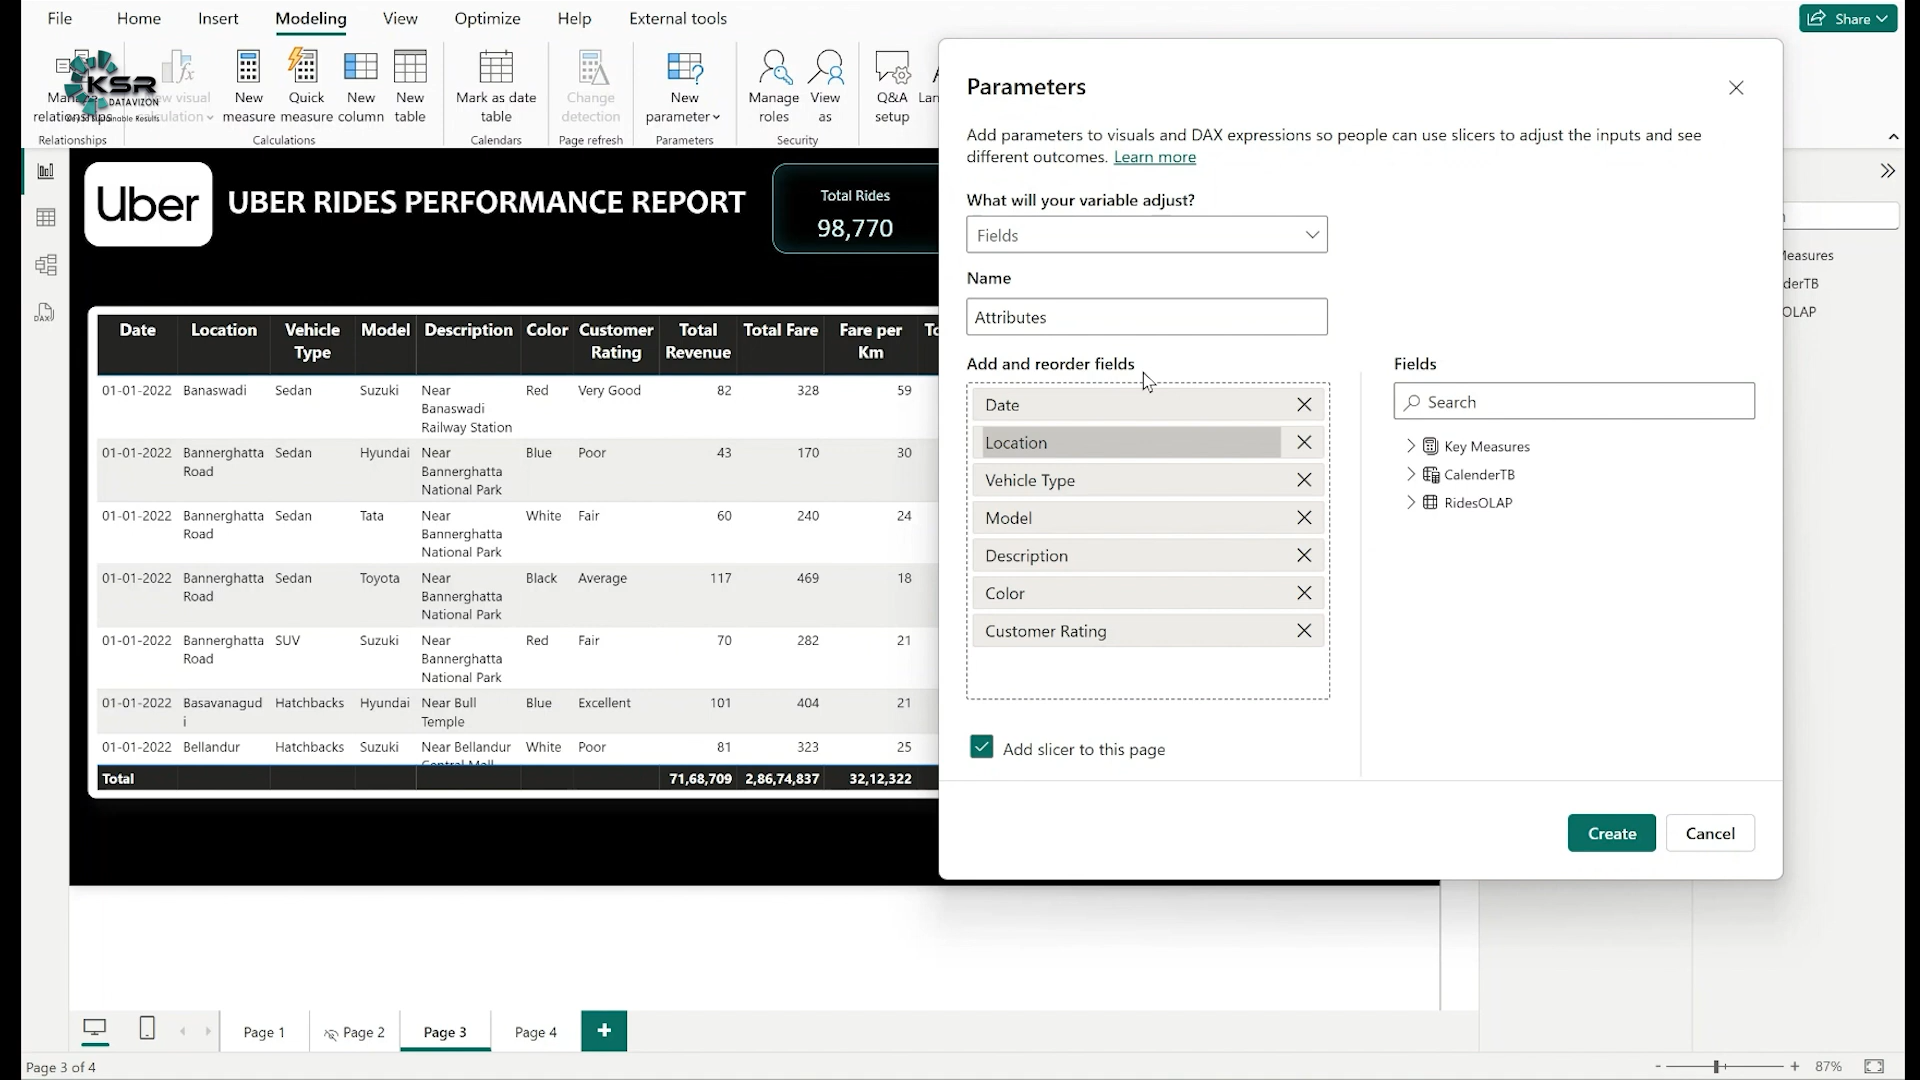 File Home Insert Modeling View Optimize Help External tools
Share
KSR
DATAVIZON
New
measure
Quick
measure
New
column
New
table
Mark as date
table
Change
detection
New
parameter
Manage
roles
View
as
Q&A
setup
Relationships Calculations Calendars Page refresh Parameters Security
Uber
UBER RIDES PERFORMANCE REPORT
Total Rides
98,770
Date Location Vehicle Type Model Description Color Customer Rating Total Revenue Total Fare Fare per Km To
01-01-2022 Banaswadi Sedan Suzuki Near Banaswadi Railway Station Red Very Good 82 328 59
01-01-2022 Bannerghatta Road Sedan Hyundai Near Bannerghatta National Park Blue Poor 43 170 30
01-01-2022 Bannerghatta Road Sedan Tata Near Bannerghatta National Park White Fair 60 240 24
01-01-2022 Bannerghatta Road Sedan Toyota Near Bannerghatta National Park Black Average 117 469 18
01-01-2022 Bannerghatta Road SUV Suzuki Near Bannerghatta National Park Red Fair 70 282 21
01-01-2022 Basavanagudi Hatchbacks Hyundai Near Bull Temple Blue Excellent 101 404 21
01-01-2022 Bellandur Hatchbacks Suzuki Near Bellandur Central Mall White Poor 81 323 25
Total 71,68,709 2,86,74,837 32,12,322
Parameters
Add parameters to visuals and DAX expressions so people can use slicers to adjust the inputs and see
different outcomes. Learn more
What will your variable adjust?
Fields
Name
Attributes
Add and reorder fields
Date
Location
Vehicle Type
Model
Description
Color
Customer Rating
Add slicer to this page
Fields
Search
Key Measures
CalenderTB
RidesOLAP
Create Cancel
Measures
derTB
OLAP
Page 1 Page 2 Page 3 Page 4 +
Page 3 of 4
- + 87%